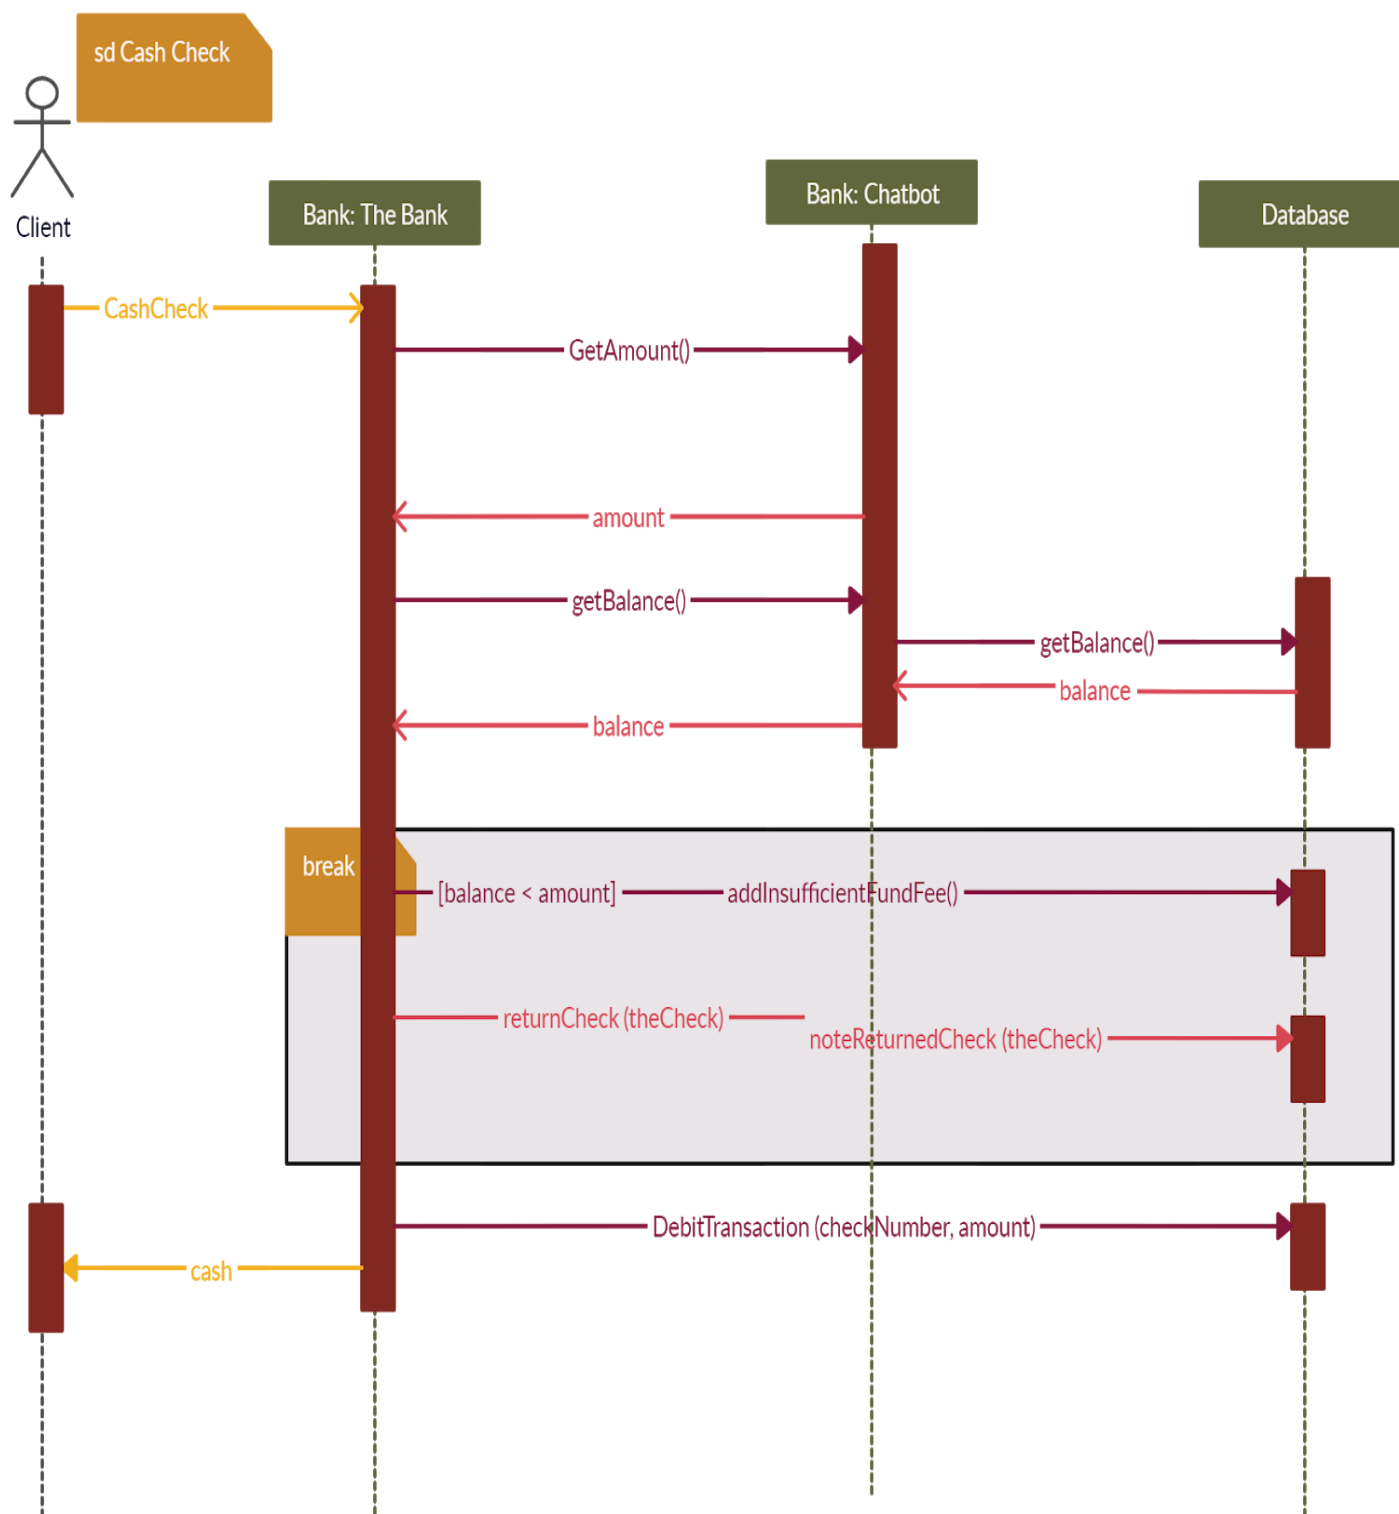 sd Cash Check
Client
Bank: The Bank
Bank: Chatbot
Database
CashCheck
GetAmount()
amount
getBalance()
getBalance()
balance
balance
break
[balance < amount] addInsufficientFundFee()
returnCheck (theCheck)
noteReturnedCheck (theCheck)
DebitTransaction (checkNumber, amount)
cash